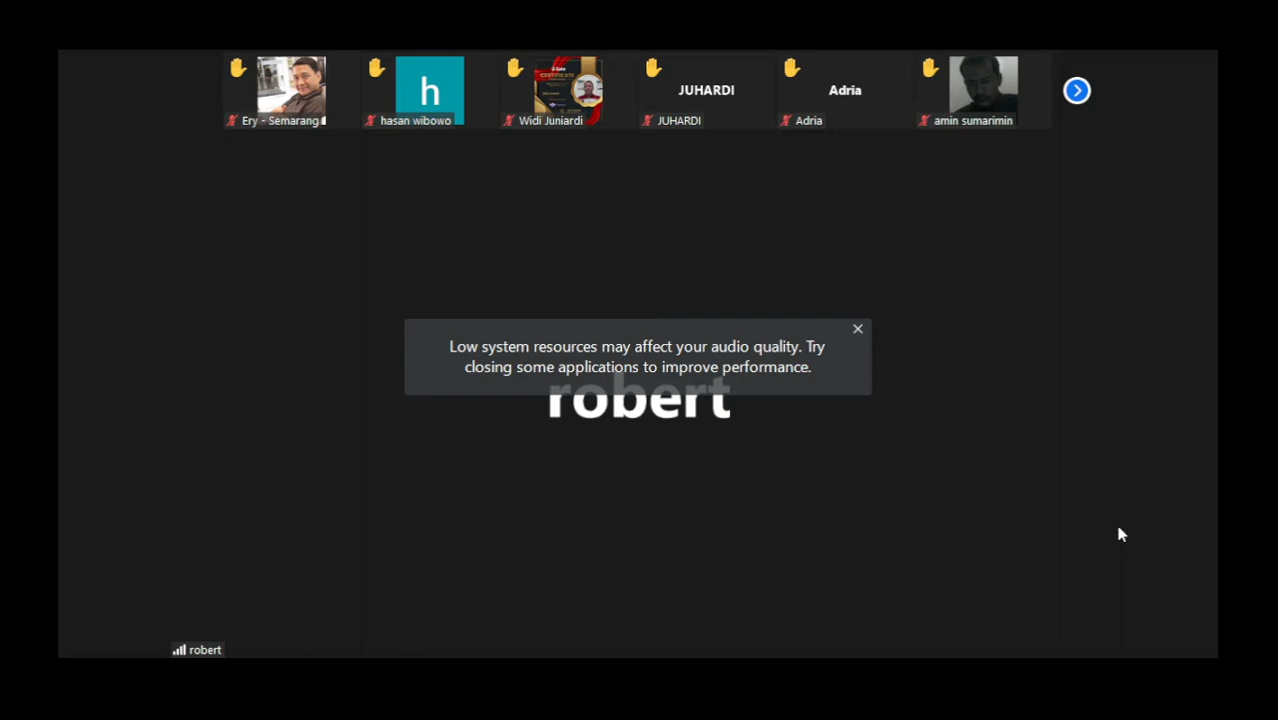 h
CERTIFICATE
JUHARDI
Adria
Ery - Semarang
hasan wibowo
Widi Juniardi
JUHARDI
Adria
amin sumarimin
Low system resources may affect your audio quality. Try
closing some applications to improve performance.
robert
robert